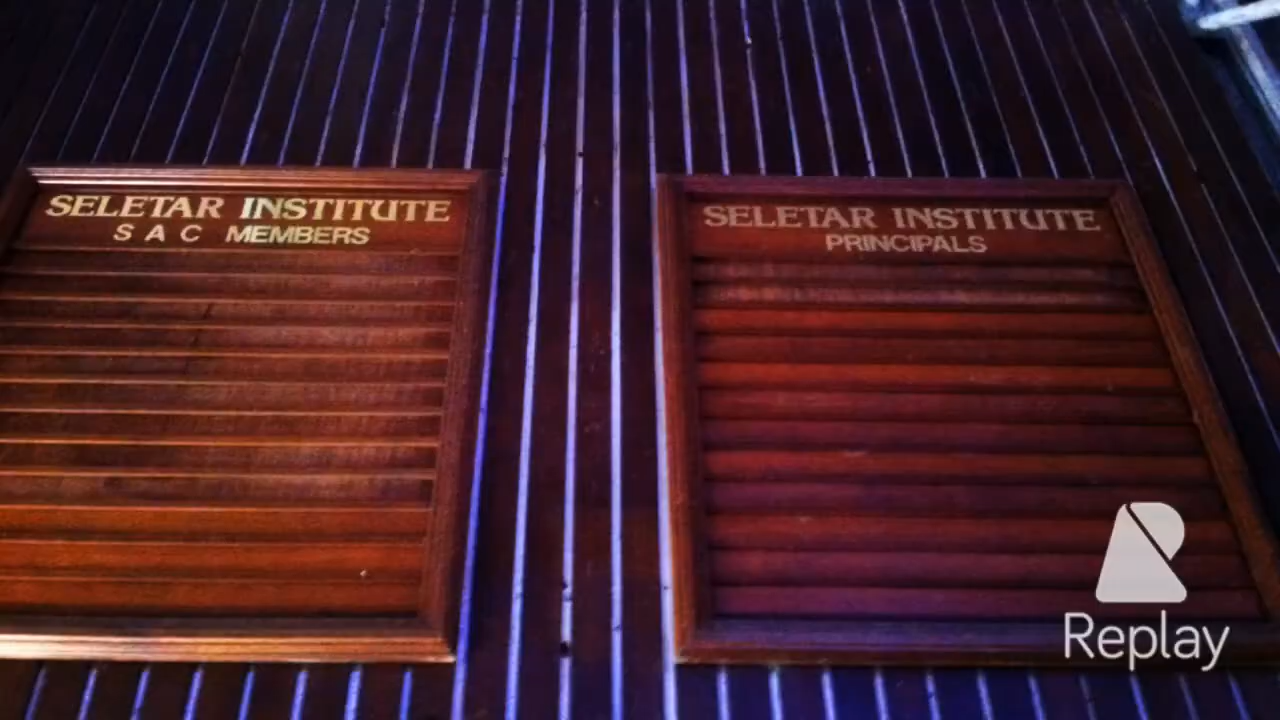 SELETAR INSTITUTE
S A C MEMBERS
SELETAR INSTITUTE
PRINCIPALS
Replay